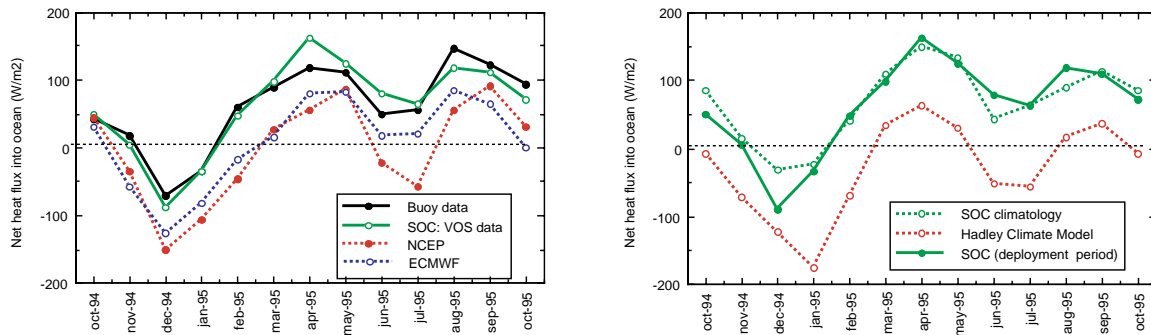 Net heat flux into ocean (W/m2)
200
100
0
-100
-200
Buoy data
SOC: VOS data
NCEP
ECMWF
oct-94
nov-94
dec-94
jan-95
feb-95
mar-95
apr-95
may-95
jun-95
jul-95
aug-95
sep-95
oct-95
Net heat flux into ocean (W/m2)
200
100
0
-100
-200
SOC climatology
Hadley Climate Model
SOC (deployment period)
oct-94
nov-94
dec-94
jan-95
feb-95
mar-95
apr-95
may-95
jun-95
jul-95
aug-95
sep-95
oct-95